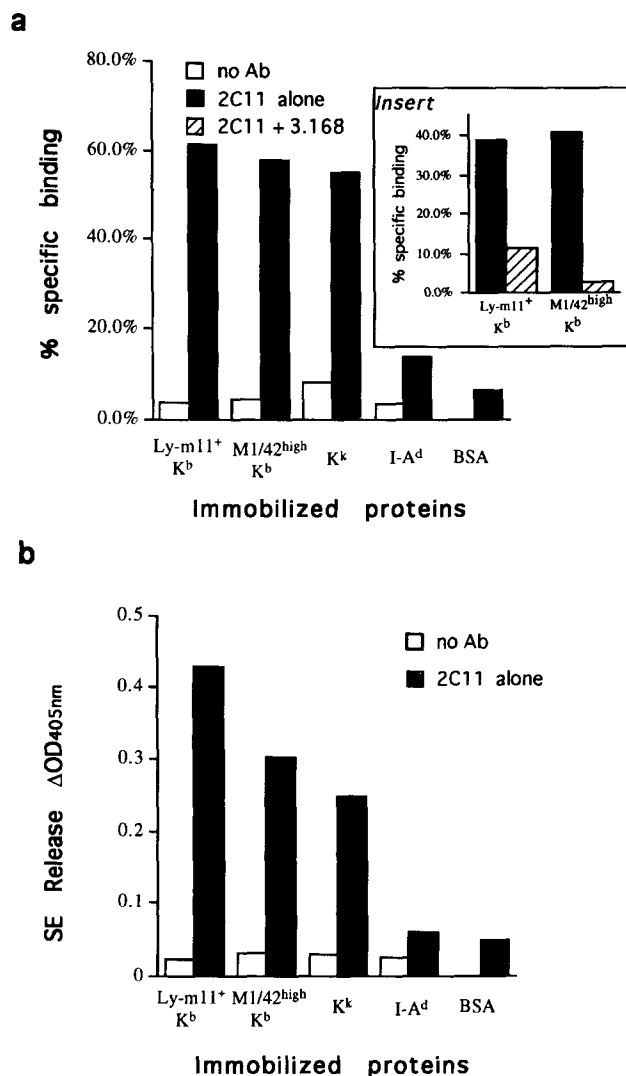 a
80.0%
60.0%
40.0%
20.0%
0.0%
% specific binding
no Ab
2C11 alone
2C11 + 3.168
Insert
40.0%
30.0%
20.0%
10.0%
0.0%
% specific binding
Ly-m11⁺ M1/42ʰⁱᵍʰ
Kᵇ Kᵇ
Ly-m11⁺ M1/42ʰⁱᵍʰ Kᵏ I-Aᵈ BSA
Kᵇ Kᵇ
Immobilized proteins
b
0.5
0.4
0.3
0.2
0.1
0
SE Release ΔOD405nm
no Ab
2C11 alone
Ly-m11⁺ M1/42ʰⁱᵍʰ Kᵏ I-Aᵈ BSA
Kᵇ Kᵇ
Immobilized proteins